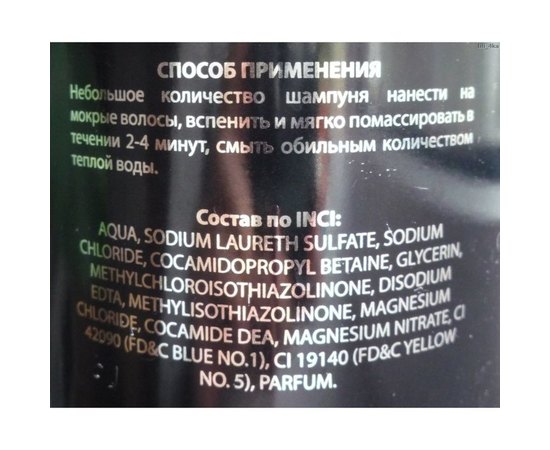 СПОСОБ ПРИМЕНЕНИЯ
Небольшое количество шампуня нанести на
мокрые волосы, вспенить и мягко помассировать в
течении 2-4 минут, смыть обильным количеством
теплой воды.
Состав по INCI:
AQUA, SODIUM LAURETH SULFATE, SODIUM
CHLORIDE, COCAMIDOPROPYL BETAINE, GLYCERIN,
METHYLCHLOROISOTHIAZOLINONE, DISODIUM
EDTA, METHYLISOTHIAZOLINONE, MAGNESIUM
CHLORIDE, COCAMIDE DEA, MAGNESIUM NITRATE, CI
42090 (FD&C BLUE NO.1), CI 19140 (FD&C YELLOW
NO. 5), PARFUM.